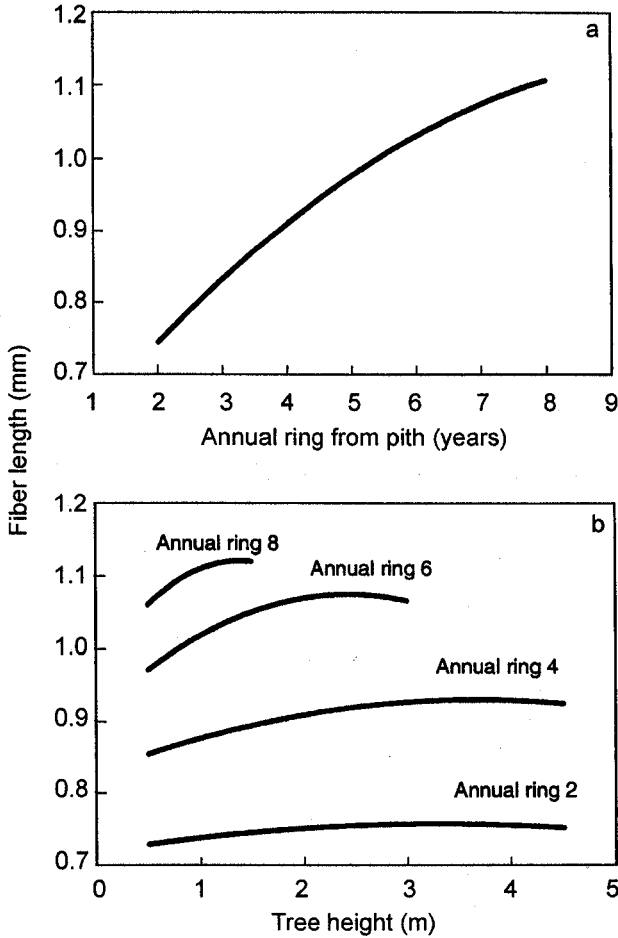 Fiber length (mm)
a
1.2
1.1
1.0
0.9
0.8
0.7
1 2 3 4 5 6 7 8 9
Annual ring from pith (years)
b
1.2
1.1
1.0
0.9
0.8
0.7
Annual ring 8
Annual ring 6
Annual ring 4
Annual ring 2
0 1 2 3 4 5
Tree height (m)